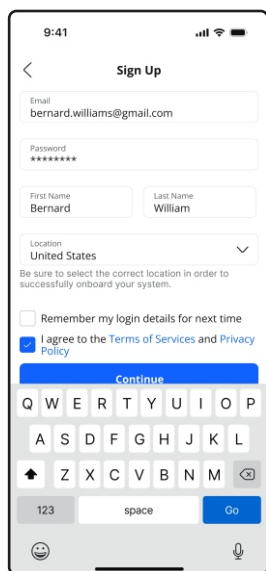 9:41
Sign Up
Email
bernard.williams@gmail.com
Password
********
First Name
Bernard
Last Name
William
Location
United States
Be sure to select the correct location in order to
successfully onboard your system.
Remember my login details for next time
I agree to the Terms of Services and Privacy
Policy
Continue
Q W E R T Y U I O P
A S D F G H J K L
Z X C V B N M
123 space Go